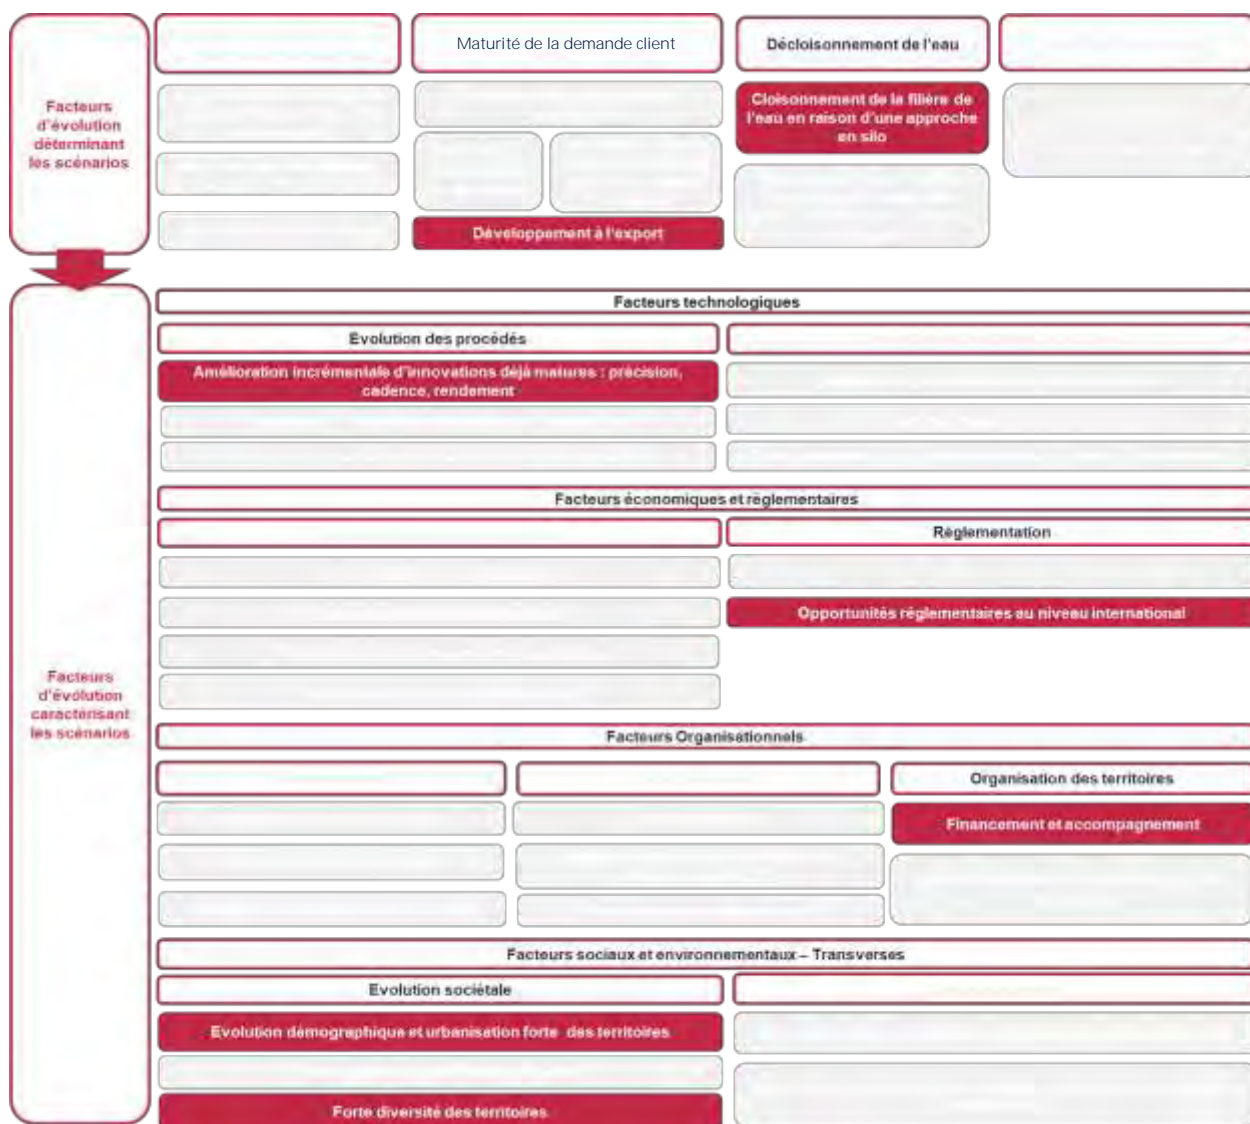 Facteurs
d'évolution
déterminant
les scénarios
Maturité de la demande client
Décloisonnement de l'eau
Cloisonnement de la filière de
l'eau en raison d'une approche
en silo
Développement à l'export
Facteurs
d'évolution
caractérisant
les scénarios
Facteurs technologiques
Evolution des procédés
Amélioration incrémentale d'innovations déjà matures : précision,
cadence, rendement
Facteurs économiques et règlementaires
Règlementation
Opportunités réglementaires au niveau international
Facteurs Organisationnels
Organisation des territoires
Financement et accompagnement
Facteurs sociaux et environnementaux – Transverses
Evolution sociétale
Evolution démographique et urbanisation forte des territoires
Forte diversité des territoires